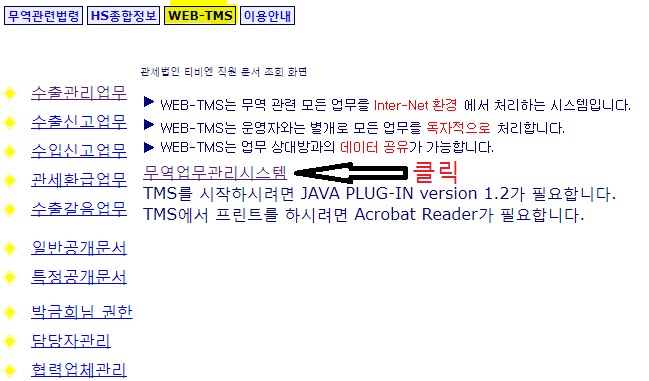 무역관련법령 HS종합정보 WEB-TMS 이용안내
관세법인 티비엔 직원 문서 조회 화면
수출관리업무
수출신고업무
수입신고업무
관세환급업무
수출갈음업무
일반공개문서
특정공개문서
박금희님 권한
담당자관리
협력업체관리
WEB-TMS는 무역 관련 모든 업무를 Inter-Net 환경 에서 처리하는 시스템입니다.
WEB-TMS는 운영자와는 별개로 모든 업무를 독자적으로 처리합니다.
WEB-TMS는 업무 상대방과의 데이터 공유가 가능합니다.
무역업무관리시스템 클릭
TMS를 시작하시려면 JAVA PLUG-IN version 1.2가 필요합니다.
TMS에서 프린트를 하시려면 Acrobat Reader가 필요합니다.